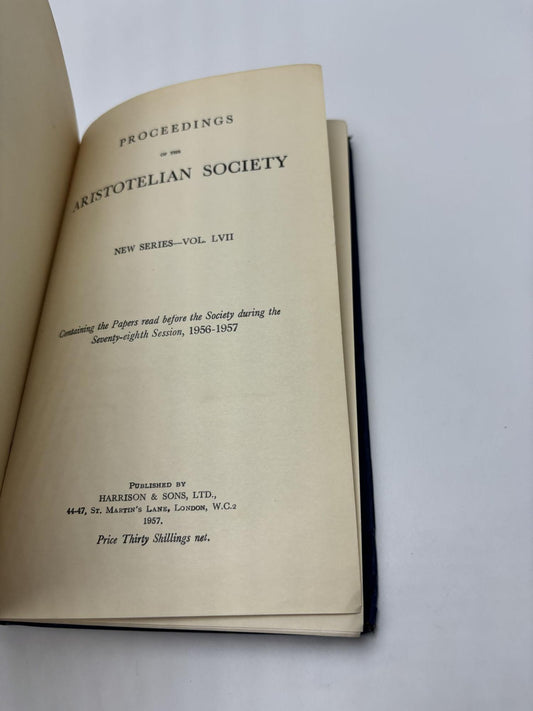 PROCEEDINGS
OF THE
ARISTOTELIAN SOCIETY
NEW SERIES—VOL. LVII
Containing the Papers read before the Society during the
Seventy-eighth Session, 1956-1957
PUBLISHED BY
HARRISON & SONS, LTD.,
44-47, ST. MARTIN'S LANE, LONDON, W.C.2
1957.
Price Thirty Shillings net.